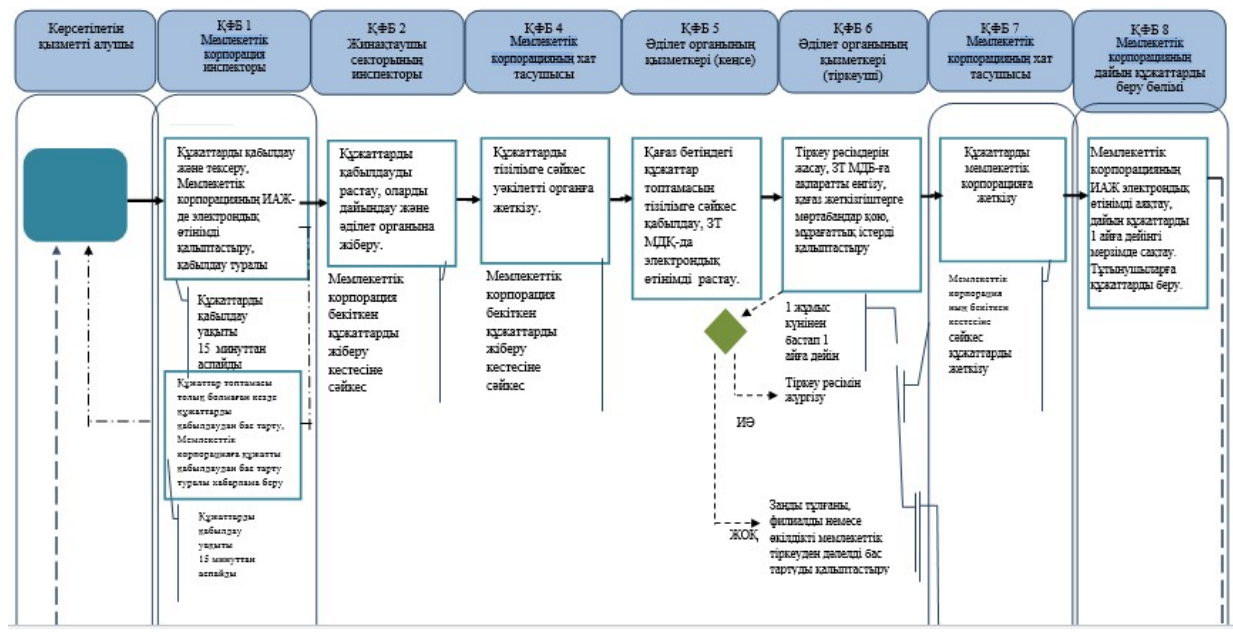 Көрсетілетін
қызметті алушы
ҚФБ 1
Мемлекеттік
корпорация
инспекторы
ҚФБ 2
Жинақтаушы
секторының
инспекторы
ҚФБ 4
Мемлекеттік
корпорацияның хат
тасушысы
ҚФБ 5
Әділет органының
қызметкері (кеңсе)
ҚФБ 6
Әділет органының
қызметкері
(тіркеуші)
ҚФБ 7
Мемлекеттік
корпорацияның хат
тасушысы
ҚФБ 8
Мемлекеттік
корпорацияның
дайын құжаттарды
беру бөлімі
Құжаттарды қабылдау
және тексеру,
Мемлекеттік
корпорацияның ИАЖ-
де электрондық
өтінімді
қалыптастыру,
қабылдау туралы
Құжаттарды
қабылдау
уақыты
15 минуттан
аспайды
Құжаттар топтамасы
толық болмаған кезде
құжаттарды
қабылдаудан бас тарту,
Мемлекеттік
корпорацияға құжатты
қабылдаудан бас тарту
туралы хабарлама беру
Құжаттарды
қабылдау
уақыты
15 минуттан
аспайды
Құжаттарды
қабылдауды
растау, оларды
дайындау және
әділет органына
жіберу.
Мемлекеттік
корпорация
бекіткен
құжаттарды
жіберу
кестесіне
сәйкес
Құжаттарды
тізілімге сәйкес
уәкілетті органға
жеткізу.
Мемлекеттік
корпорация
бекіткен
құжаттарды
жіберу
кестесіне
сәйкес
Қағаз бетіндегі
құжаттар
топтамасын
тізілімге сәйкес
қабылдау, ЗТ
МДҚ-да
электрондық
өтінімді растау.
Тіркеу рәсімдерін
жасау, ЗТ МДБ-ға
ақпаратты енгізу,
қағаз жеткізгіштерге
мөртабандар қою,
мұрағаттық істерді
қалыптастыру
1 жұмыс
күнінен
бастап 1
айға дейін
Тіркеу рәсімін
жүргізу
ИӘ
ЖОҚ
Заңды тұлғаны,
филиалды немесе
өкілдікті мемлекеттік
тіркеуден дәлелді бас
тартуды қалыптастыру
Құжаттарды
мемлекеттік
корпорацияға
жеткізу
Мемлекеттік
корпорация
ның бекіткен
кестесіне
сәйкес
құжаттарды
жеткізу
Мемлекеттік
корпорацияның
ИАЖ электрондық
өтінімді аяқтау,
дайын құжаттарды
1 айға дейінгі
мерзімде сақтау.
Тұтынушыларға
құжаттарды беру.